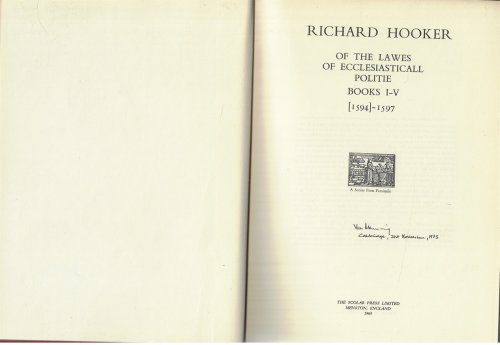 RICHARD HOOKER
OF THE LAWES
OF ECCLESIASTICALL
POLITIE
BOOKS I–V
[1594]–1597
A Scolar Press Facsimile
Cambridge, 1975
THE SCOLAR PRESS LIMITED
MENSTON, ENGLAND
1969